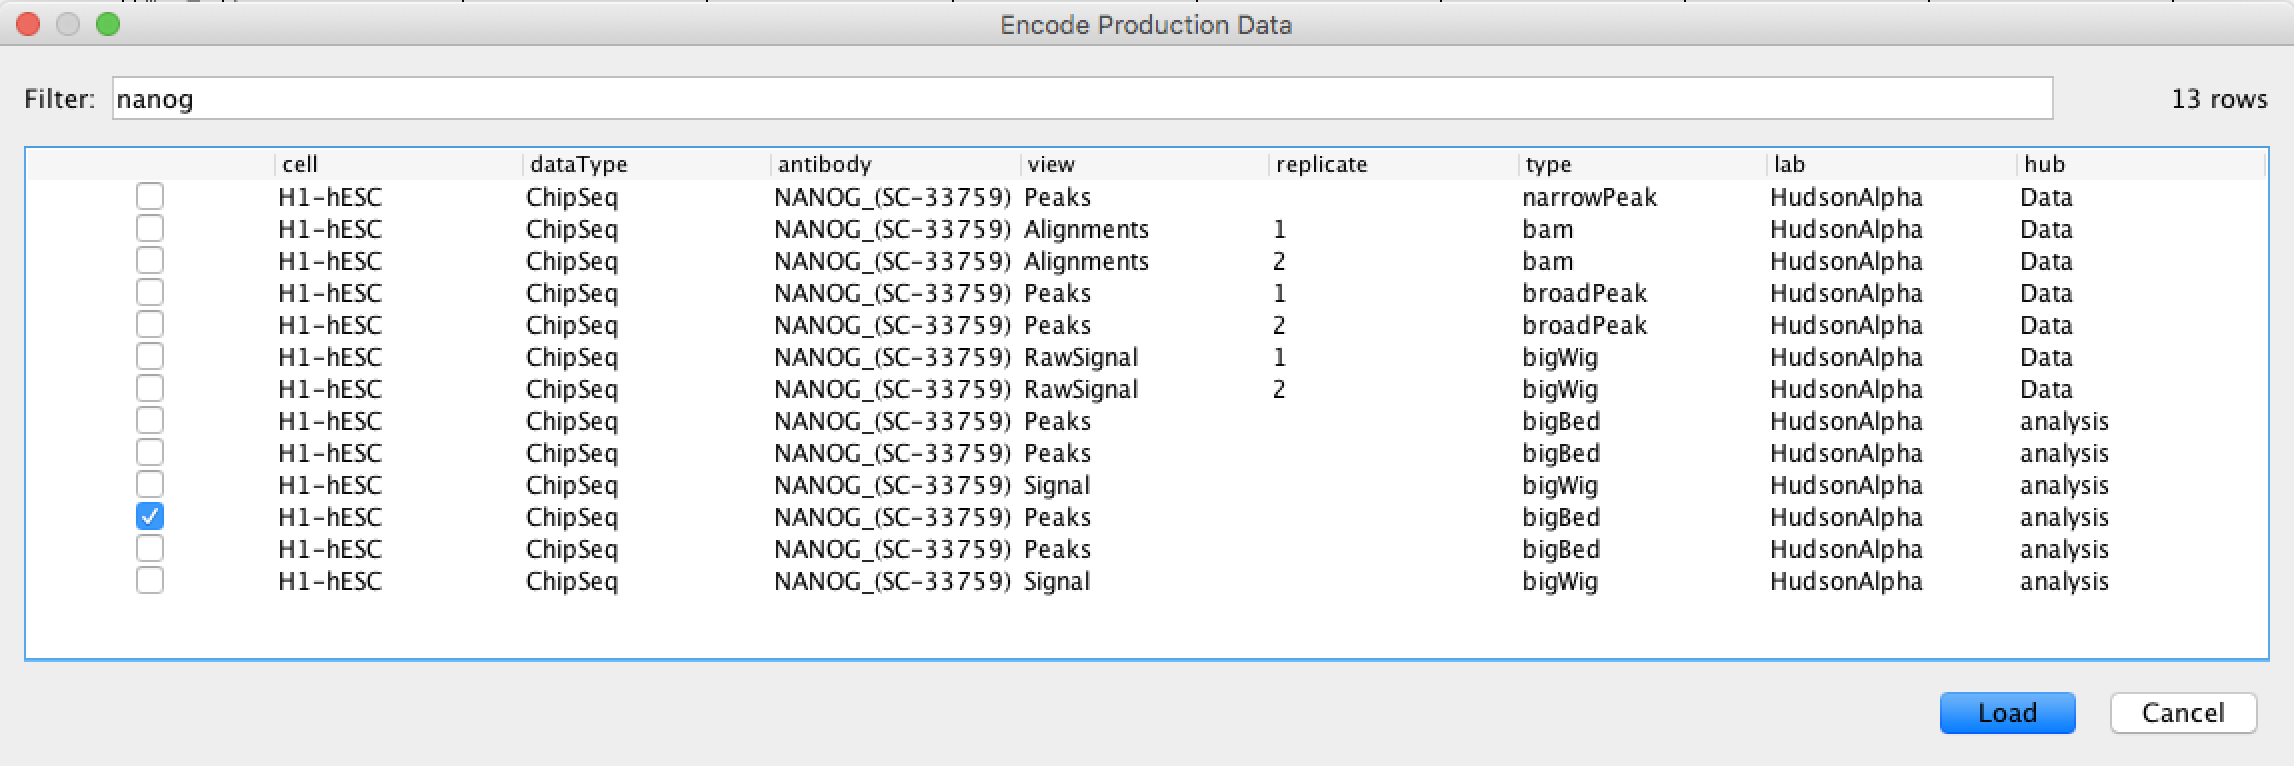 Encode Production Data
Filter: nanog 13 rows
cell dataType antibody view replicate type lab hub
H1-hESC ChipSeq NANOG_(SC-33759) Peaks narrowPeak HudsonAlpha Data
H1-hESC ChipSeq NANOG_(SC-33759) Alignments 1 bam HudsonAlpha Data
H1-hESC ChipSeq NANOG_(SC-33759) Alignments 2 bam HudsonAlpha Data
H1-hESC ChipSeq NANOG_(SC-33759) Peaks 1 broadPeak HudsonAlpha Data
H1-hESC ChipSeq NANOG_(SC-33759) Peaks 2 broadPeak HudsonAlpha Data
H1-hESC ChipSeq NANOG_(SC-33759) RawSignal 1 bigWig HudsonAlpha Data
H1-hESC ChipSeq NANOG_(SC-33759) RawSignal 2 bigWig HudsonAlpha Data
H1-hESC ChipSeq NANOG_(SC-33759) Peaks bigBed HudsonAlpha analysis
H1-hESC ChipSeq NANOG_(SC-33759) Peaks bigBed HudsonAlpha analysis
H1-hESC ChipSeq NANOG_(SC-33759) Signal bigWig HudsonAlpha analysis
H1-hESC ChipSeq NANOG_(SC-33759) Peaks bigBed HudsonAlpha analysis
H1-hESC ChipSeq NANOG_(SC-33759) Peaks bigBed HudsonAlpha analysis
H1-hESC ChipSeq NANOG_(SC-33759) Signal bigWig HudsonAlpha analysis
Load Cancel